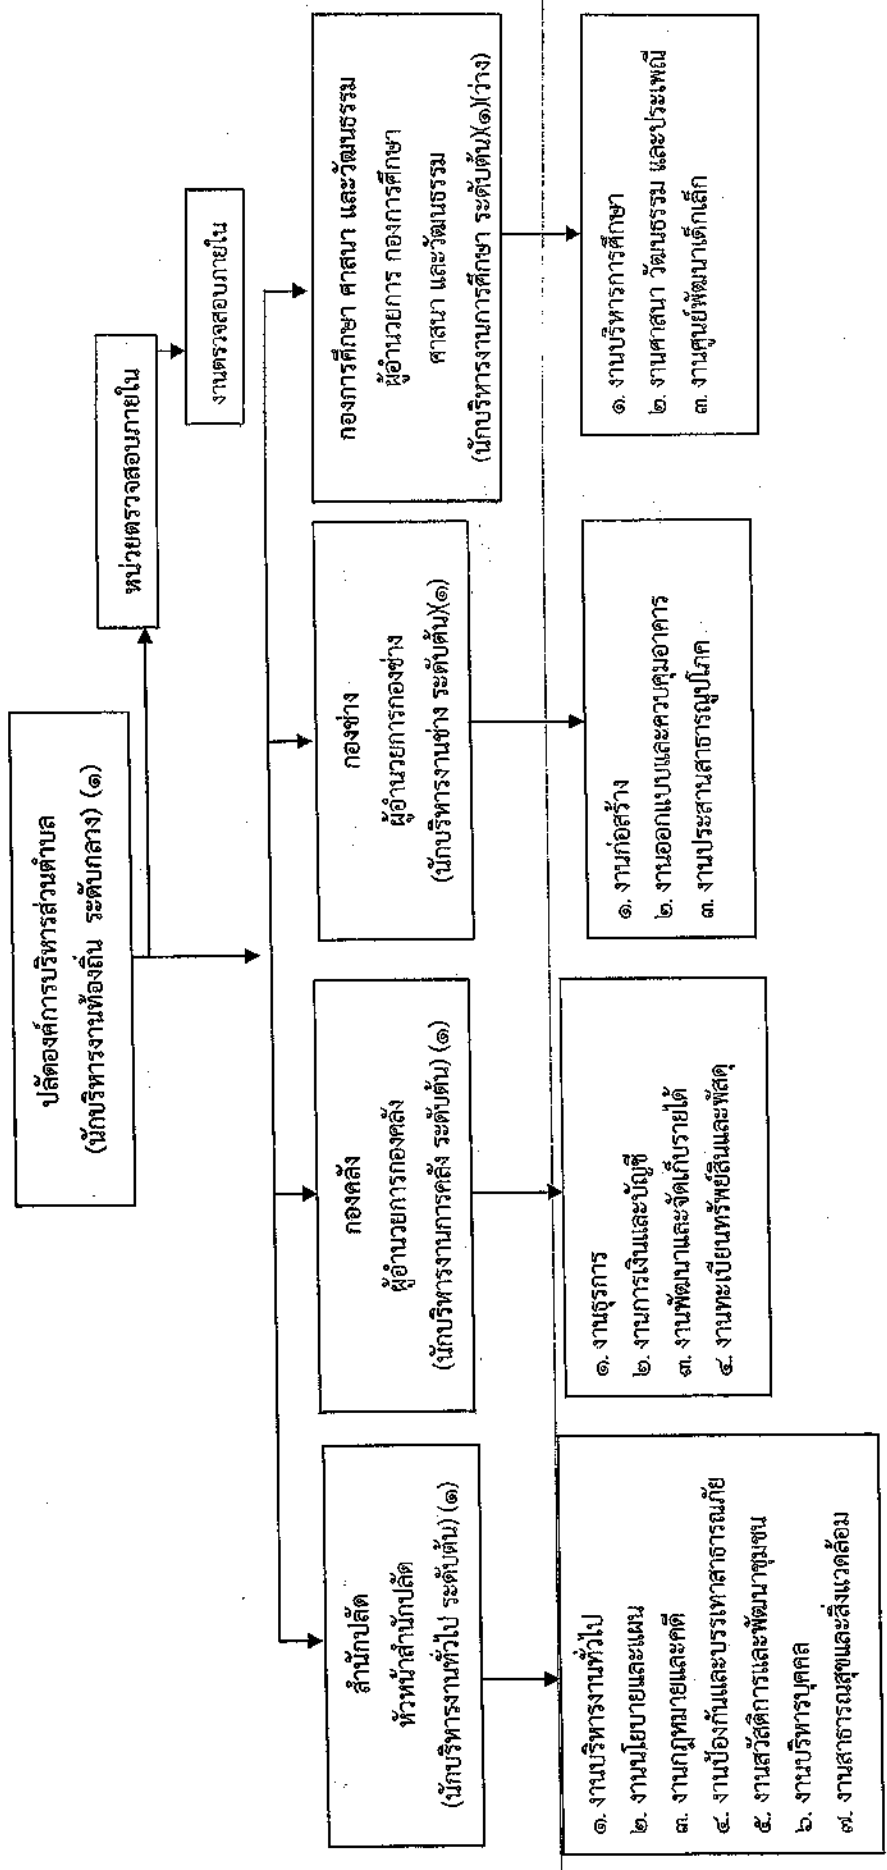 ปลัดองค์การบริหารส่วนตำบล
(นักบริหารงานท้องถิ่น ระดับกลาง) (๑)
หน่วยตรวจสอบภายใน
งานตรวจสอบภายใน
สำนักปลัด
หัวหน้าสำนักปลัด
(นักบริหารงานทั่วไป ระดับต้น) (๑)
กองคลัง
ผู้อำนวยการกองคลัง
(นักบริหารงานการคลัง ระดับต้น) (๑)
กองช่าง
ผู้อำนวยการกองช่าง
(นักบริหารงานช่าง ระดับต้น)(๑)
กองการศึกษา ศาสนา และวัฒนธรรม
ผู้อำนวยการ กองการศึกษา
ศาสนา และวัฒนธรรม
(นักบริหารงานการศึกษา ระดับต้น)(๑)(ว่าง)
๑. งานบริหารงานทั่วไป
๒. งานนโยบายและแผน
๓. งานกฎหมายและคดี
๔. งานป้องกันและบรรเทาสาธารณภัย
๕. งานสวัสดิการและพัฒนาชุมชน
๖. งานบริหารบุคคล
๗. งานสาธารณสุขและสิ่งแวดล้อม
๑. งานธุรการ
๒. งานการเงินและบัญชี
๓. งานพัฒนาและจัดเก็บรายได้
๔. งานทะเบียนทรัพย์สินและพัสดุ
๑. งานก่อสร้าง
๒. งานออกแบบและควบคุมอาคาร
๓. งานประสานสาธารณูปโภค
๑. งานบริหารการศึกษา
๒. งานศาสนา วัฒนธรรม และประเพณี
๓. งานศูนย์พัฒนาเด็กเล็ก